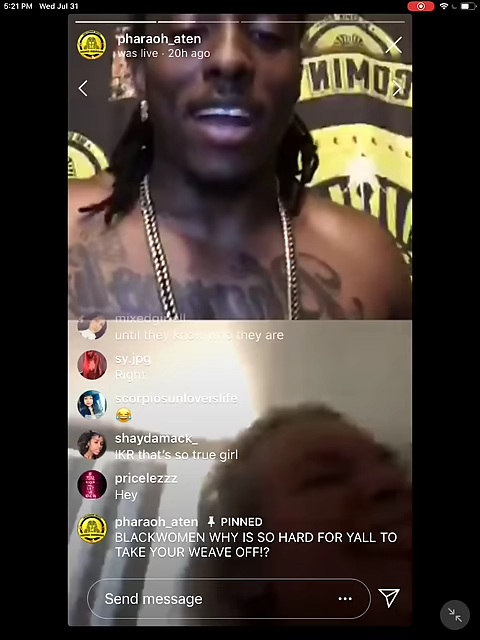 5:21 PM Wed Jul 31
pharaoh_aten
was live · 20h ago
COMIN
mixedgirlll
until they know who they are
sy.jpg
Right
scorpiosunloverslife
😂
shaydamack_
IKR that's so true girl
pricelezzz
Hey
pharaoh_aten PINNED
BLACKWOMEN WHY IS SO HARD FOR YALL TO
TAKE YOUR WEAVE OFF!?
Send message